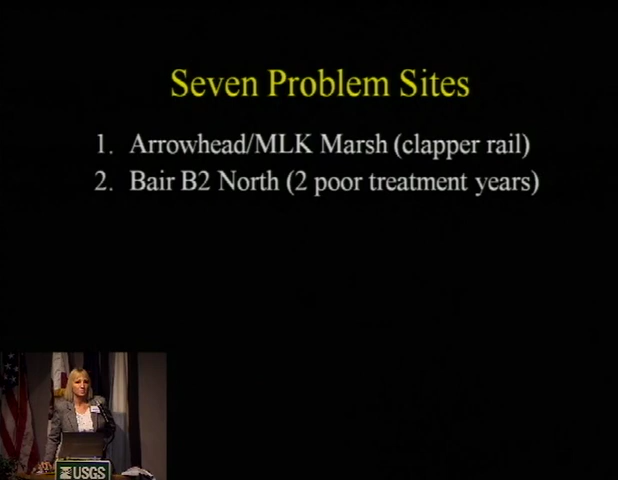 Seven Problem Sites
1. Arrowhead/MLK Marsh (clapper rail)
2. Bair B2 North (2 poor treatment years)
USGS